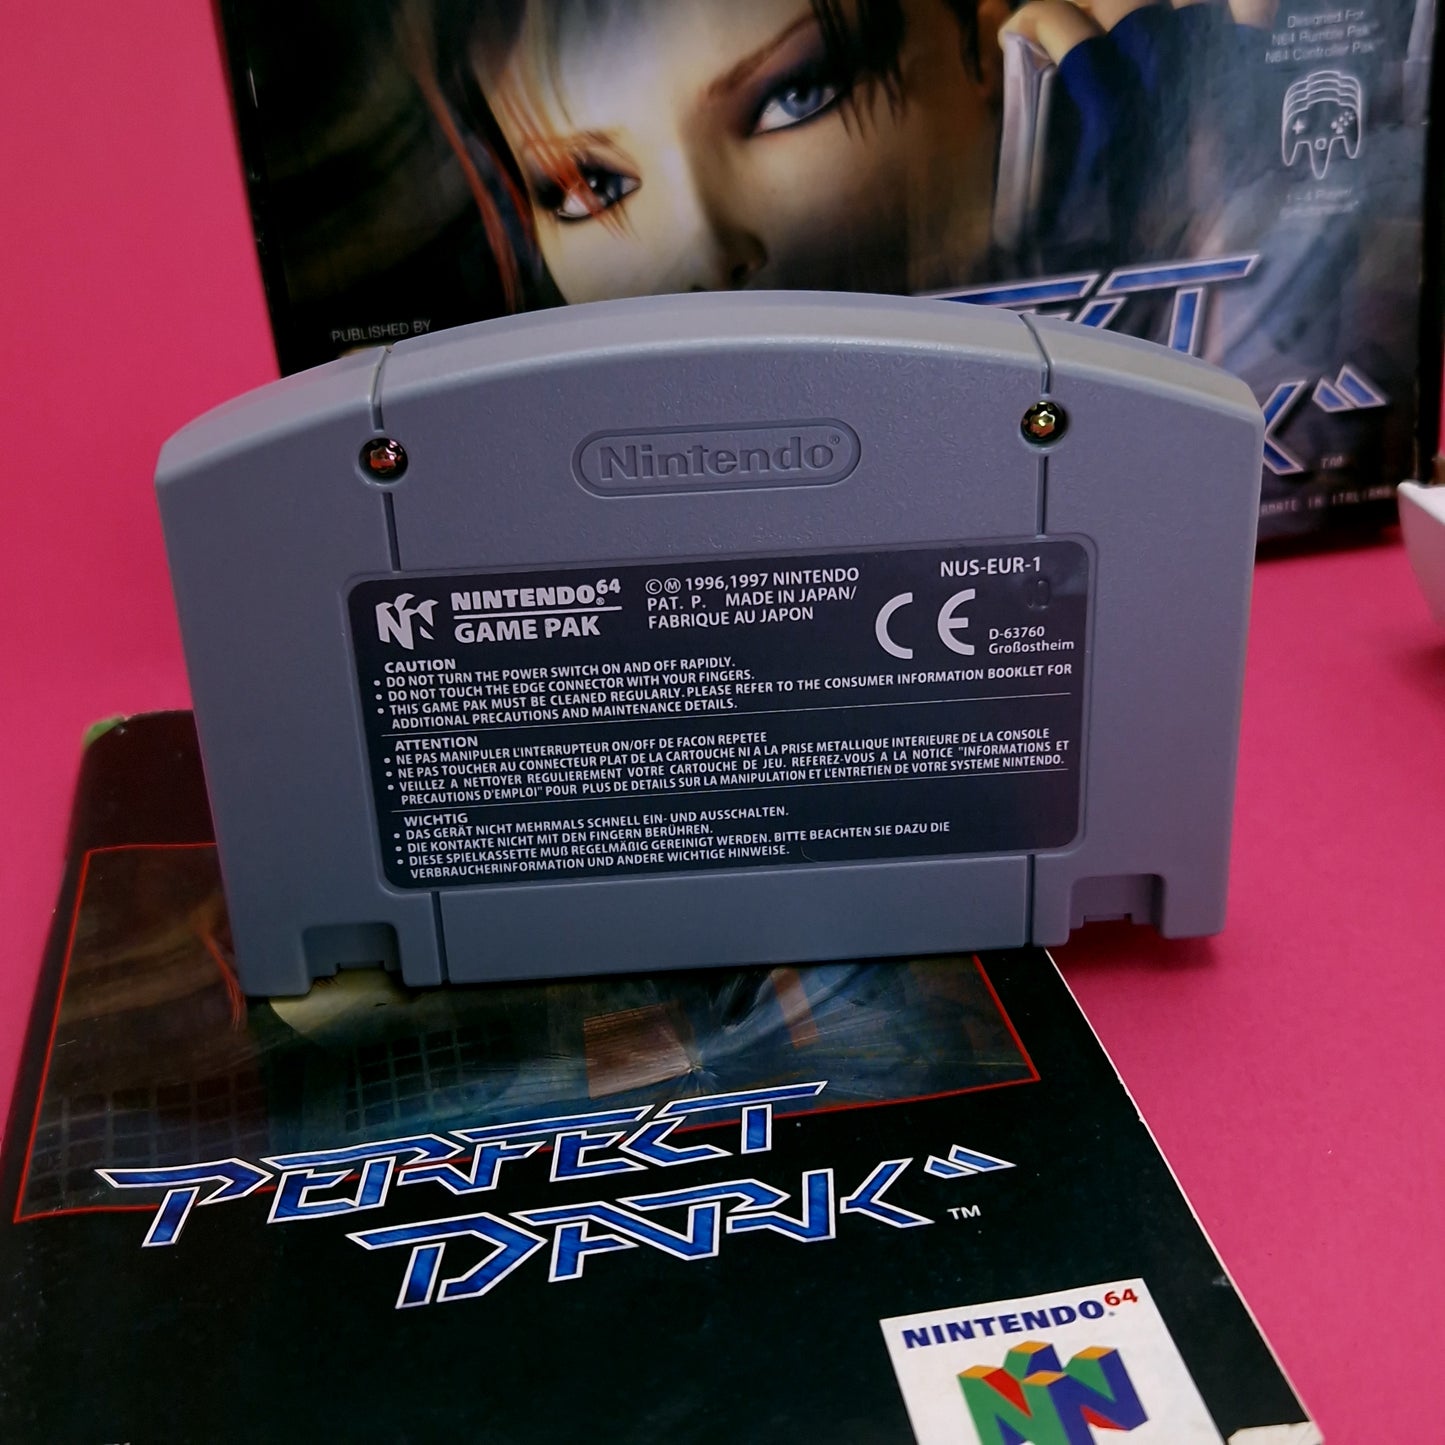 Designed For
N64 Rumble Pak™
N64 Controller Pak™
1 - 4 Player
PUBLISHED BY
DARK
™
Nintendo®
NINTENDO64®
GAME PAK
©Ⓜ 1996,1997 NINTENDO
PAT. P. MADE IN JAPAN/
FABRIQUE AU JAPON
NUS-EUR-1
CE
D-63760
Großostheim
CAUTION
• DO NOT TURN THE POWER SWITCH ON AND OFF RAPIDLY.
• DO NOT TOUCH THE EDGE CONNECTOR WITH YOUR FINGERS.
• THIS GAME PAK MUST BE CLEANED REGULARLY. PLEASE REFER TO THE CONSUMER INFORMATION BOOKLET FOR
ADDITIONAL PRECAUTIONS AND MAINTENANCE DETAILS.
ATTENTION
• NE PAS MANIPULER L'INTERRUPTEUR ON/OFF DE FACON REPETEE
• NE PAS TOUCHER AU CONNECTEUR PLAT DE LA CARTOUCHE NI A LA PRISE METALLIQUE INTERIEURE DE LA CONSOLE
• VEILLEZ A NETTOYER REGULIEREMENT VOTRE CARTOUCHE DE JEU. REFEREZ-VOUS A LA NOTICE "INFORMATIONS ET
PRECAUTIONS D'EMPLOI" POUR PLUS DE DETAILS SUR LA MANIPULATION ET L'ENTRETIEN DE VOTRE SYSTEME NINTENDO.
WICHTIG
• DAS GERÄT NICHT MEHRMALS SCHNELL EIN- UND AUSSCHALTEN.
• DIE KONTAKTE NICHT MIT DEN FINGERN BERÜHREN.
• DIESE SPIELKASSETTE MUß REGELMÄßIG GEREINIGT WERDEN. BITTE BEACHTEN SIE DAZU DIE
VERBRAUCHERINFORMATION UND ANDERE WICHTIGE HINWEISE.
PERFECT
DARK
™
NINTENDO64